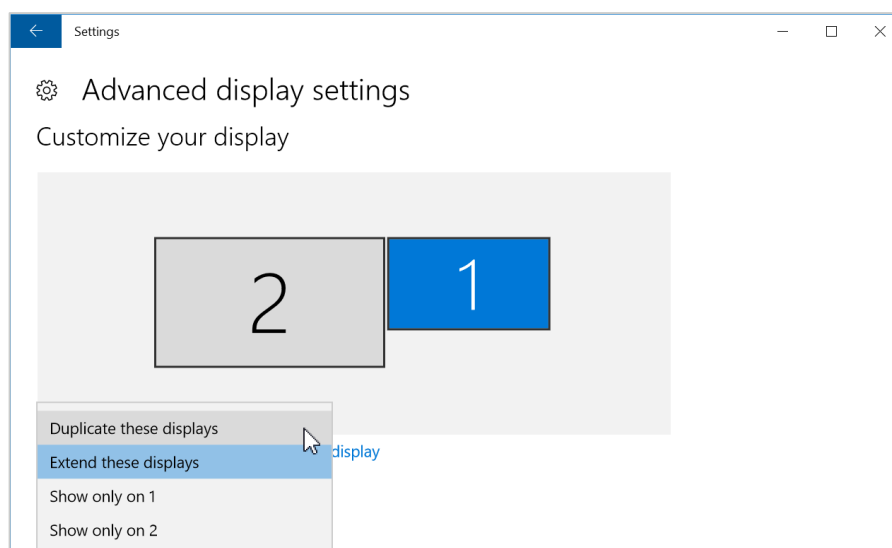 Settings
Advanced display settings
Customize your display
2
1
Duplicate these displays
display
Extend these displays
Show only on 1
Show only on 2